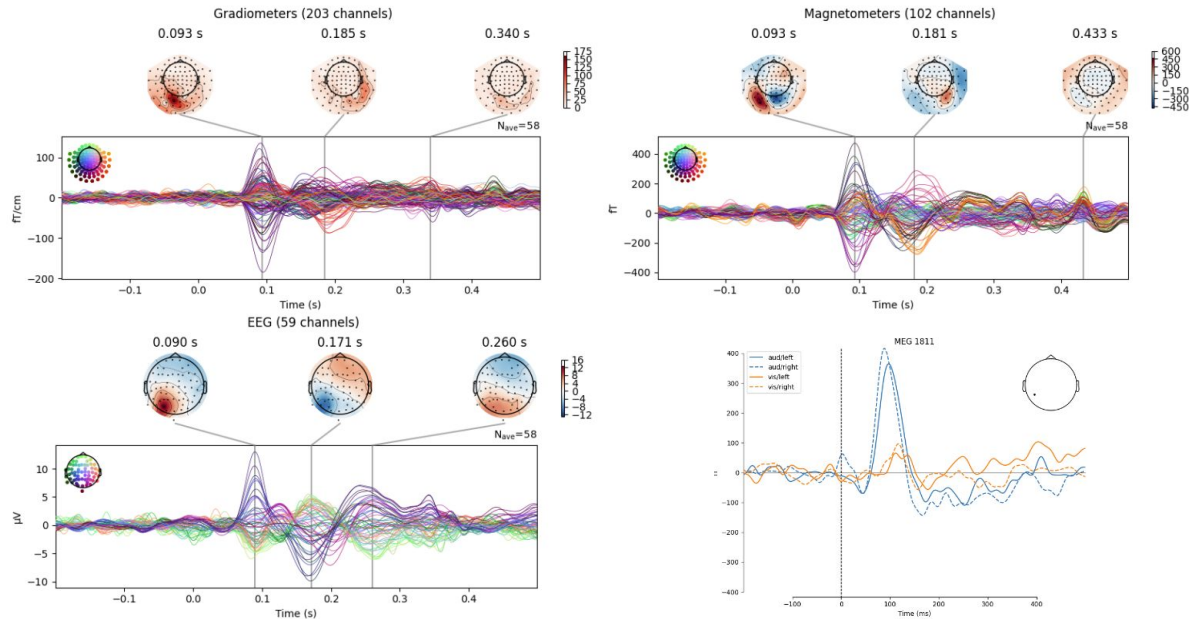 Gradiometers (203 channels)
0.093 s 0.185 s 0.340 s
175
150
125
100
75
50
25
0
N_ave=58
100
0
−100
−200
fT/cm
−0.1 0.0 0.1 0.2 0.3 0.4
Time (s)
Magnetometers (102 channels)
0.093 s 0.181 s 0.433 s
600
450
300
150
0
−150
−300
−450
N_ave=58
400
200
0
−200
−400
fT
−0.1 0.0 0.1 0.2 0.3 0.4
Time (s)
EEG (59 channels)
0.090 s 0.171 s 0.260 s
16
12
8
4
0
−4
−8
−12
N_ave=58
10
5
0
−5
−10
µV
−0.1 0.0 0.1 0.2 0.3 0.4
Time (s)
MEG 1811
aud/left
aud/right
vis/left
vis/right
400
300
200
100
0
−100
−200
−300
−400
−100 0 100 200 300 400
Time (ms)